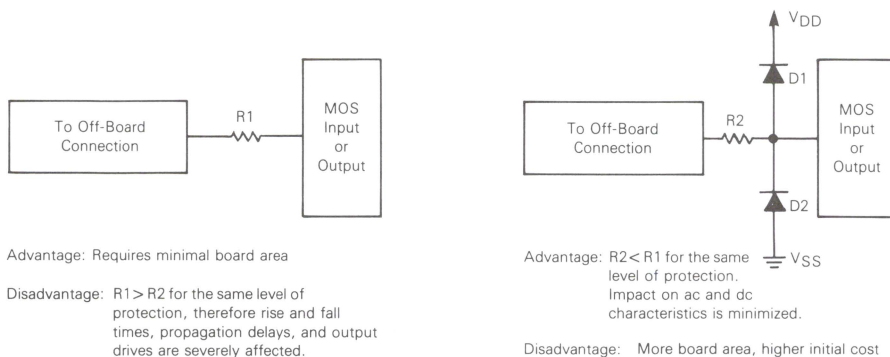 To Off-Board
Connection
R1
MOS
Input
or
Output
Advantage: Requires minimal board area
Disadvantage: R1 > R2 for the same level of
protection, therefore rise and fall
times, propagation delays, and output
drives are severely affected.
VDD
D1
To Off-Board
Connection
R2
MOS
Input
or
Output
D2
VSS
Advantage: R2 < R1 for the same
level of protection.
Impact on ac and dc
characteristics is minimized.
Disadvantage: More board area, higher initial cost